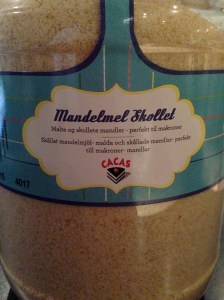 Mandelmel Skollet
Malte og skollete mandler - perfekt til makroner
Skållat mandelmjöl- malda och skållade mandlar- perfekt
till makroner- mandlar
CACAS
4017